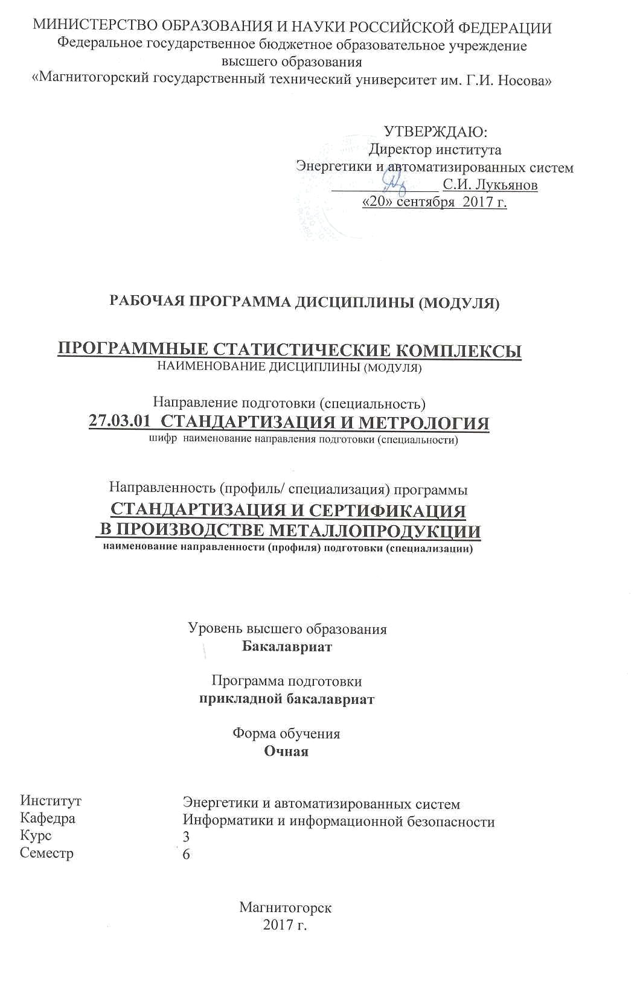 МИНИСТЕРСТВО ОБРАЗОВАНИЯ И НАУКИ РОССИЙСКОЙ ФЕДЕРАЦИИ
Федеральное государственное бюджетное образовательное учреждение
высшего образования
«Магнитогорский государственный технический университет им. Г.И. Носова»
УТВЕРЖДАЮ:
Директор института
Энергетики и автоматизированных систем
______________ С.И. Лукьянов
«20» сентября 2017 г.
РАБОЧАЯ ПРОГРАММА ДИСЦИПЛИНЫ (МОДУЛЯ)
ПРОГРАММНЫЕ СТАТИСТИЧЕСКИЕ КОМПЛЕКСЫ
НАИМЕНОВАНИЕ ДИСЦИПЛИНЫ (МОДУЛЯ)
Направление подготовки (специальность)
27.03.01 СТАНДАРТИЗАЦИЯ И МЕТРОЛОГИЯ
шифр наименование направления подготовки (специальности)
Направленность (профиль/ специализация) программы
СТАНДАРТИЗАЦИЯ И СЕРТИФИКАЦИЯ
В ПРОИЗВОДСТВЕ МЕТАЛЛОПРОДУКЦИИ
наименование направленности (профиля) подготовки (специализации)
Уровень высшего образования
Бакалавриат
Программа подготовки
прикладной бакалавриат
Форма обучения
Очная
Институт Энергетики и автоматизированных систем
Кафедра Информатики и информационной безопасности
Курс 3
Семестр 6
Магнитогорск
2017 г.